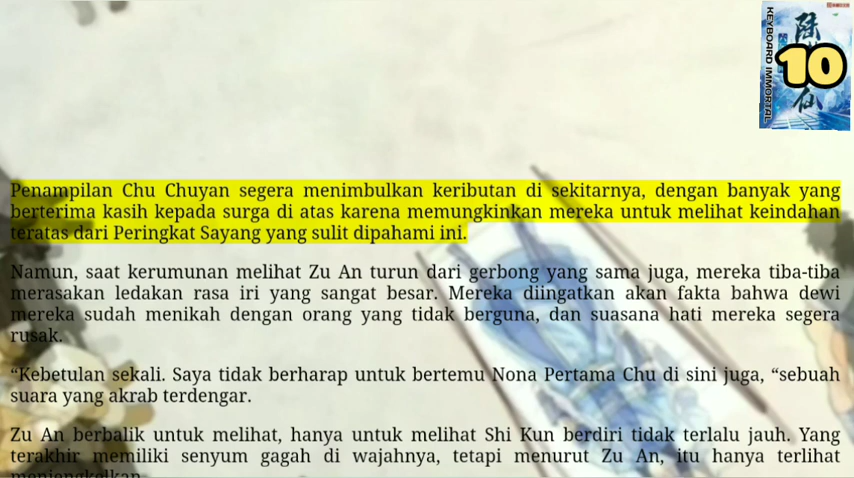 陆
仙
KEYBOARD IMMORTAL
10
Penampilan Chu Chuyan segera menimbulkan keributan di sekitarnya, dengan banyak yang
berterima kasih kepada surga di atas karena memungkinkan mereka untuk melihat keindahan
teratas dari Peringkat Sayang yang sulit dipahami ini.
Namun, saat kerumunan melihat Zu An turun dari gerbong yang sama juga, mereka tiba-tiba
merasakan ledakan rasa iri yang sangat besar. Mereka diingatkan akan fakta bahwa dewi
mereka sudah menikah dengan orang yang tidak berguna, dan suasana hati mereka segera
rusak.
“Kebetulan sekali. Saya tidak berharap untuk bertemu Nona Pertama Chu di sini juga, “sebuah
suara yang akrab terdengar.
Zu An berbalik untuk melihat, hanya untuk melihat Shi Kun berdiri tidak terlalu jauh. Yang
terakhir memiliki senyum gagah di wajahnya, tetapi menurut Zu An, itu hanya terlihat
menjengkelkan.